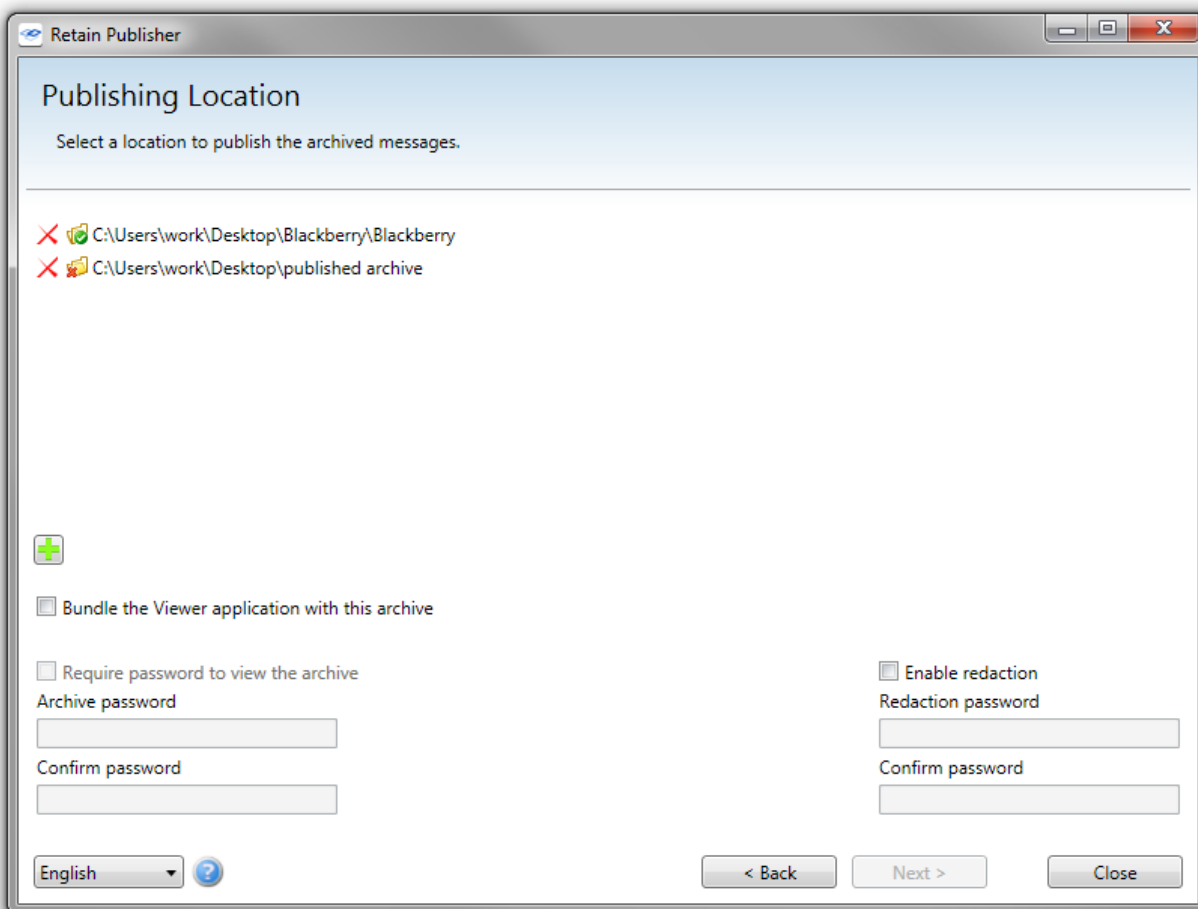 Retain Publisher
Publishing Location
Select a location to publish the archived messages.
C:\Users\work\Desktop\Blackberry\Blackberry
C:\Users\work\Desktop\published archive
Bundle the Viewer application with this archive
Require password to view the archive
Enable redaction
Archive password
Redaction password
Confirm password
Confirm password
English
?
< Back
Next >
Close